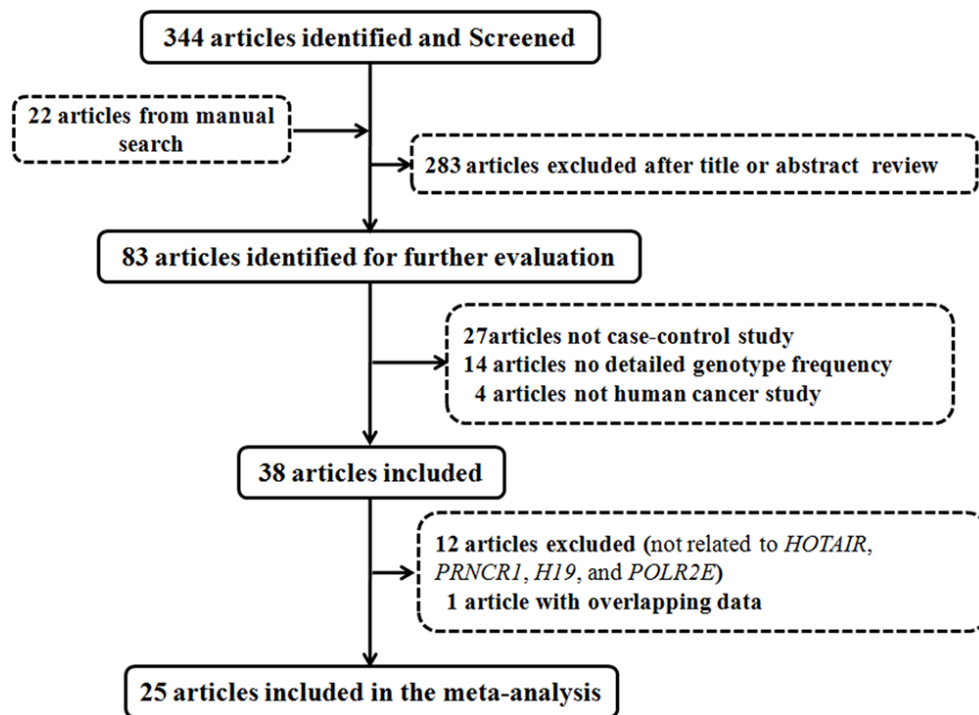 344 articles identified and Screened
22 articles from manual
search
283 articles excluded after title or abstract review
83 articles identified for further evaluation
27articles not case-control study
14 articles no detailed genotype frequency
4 articles not human cancer study
38 articles included
12 articles excluded (not related to HOTAIR,
PRNCR1, H19, and POLR2E)
1 article with overlapping data
25 articles included in the meta-analysis